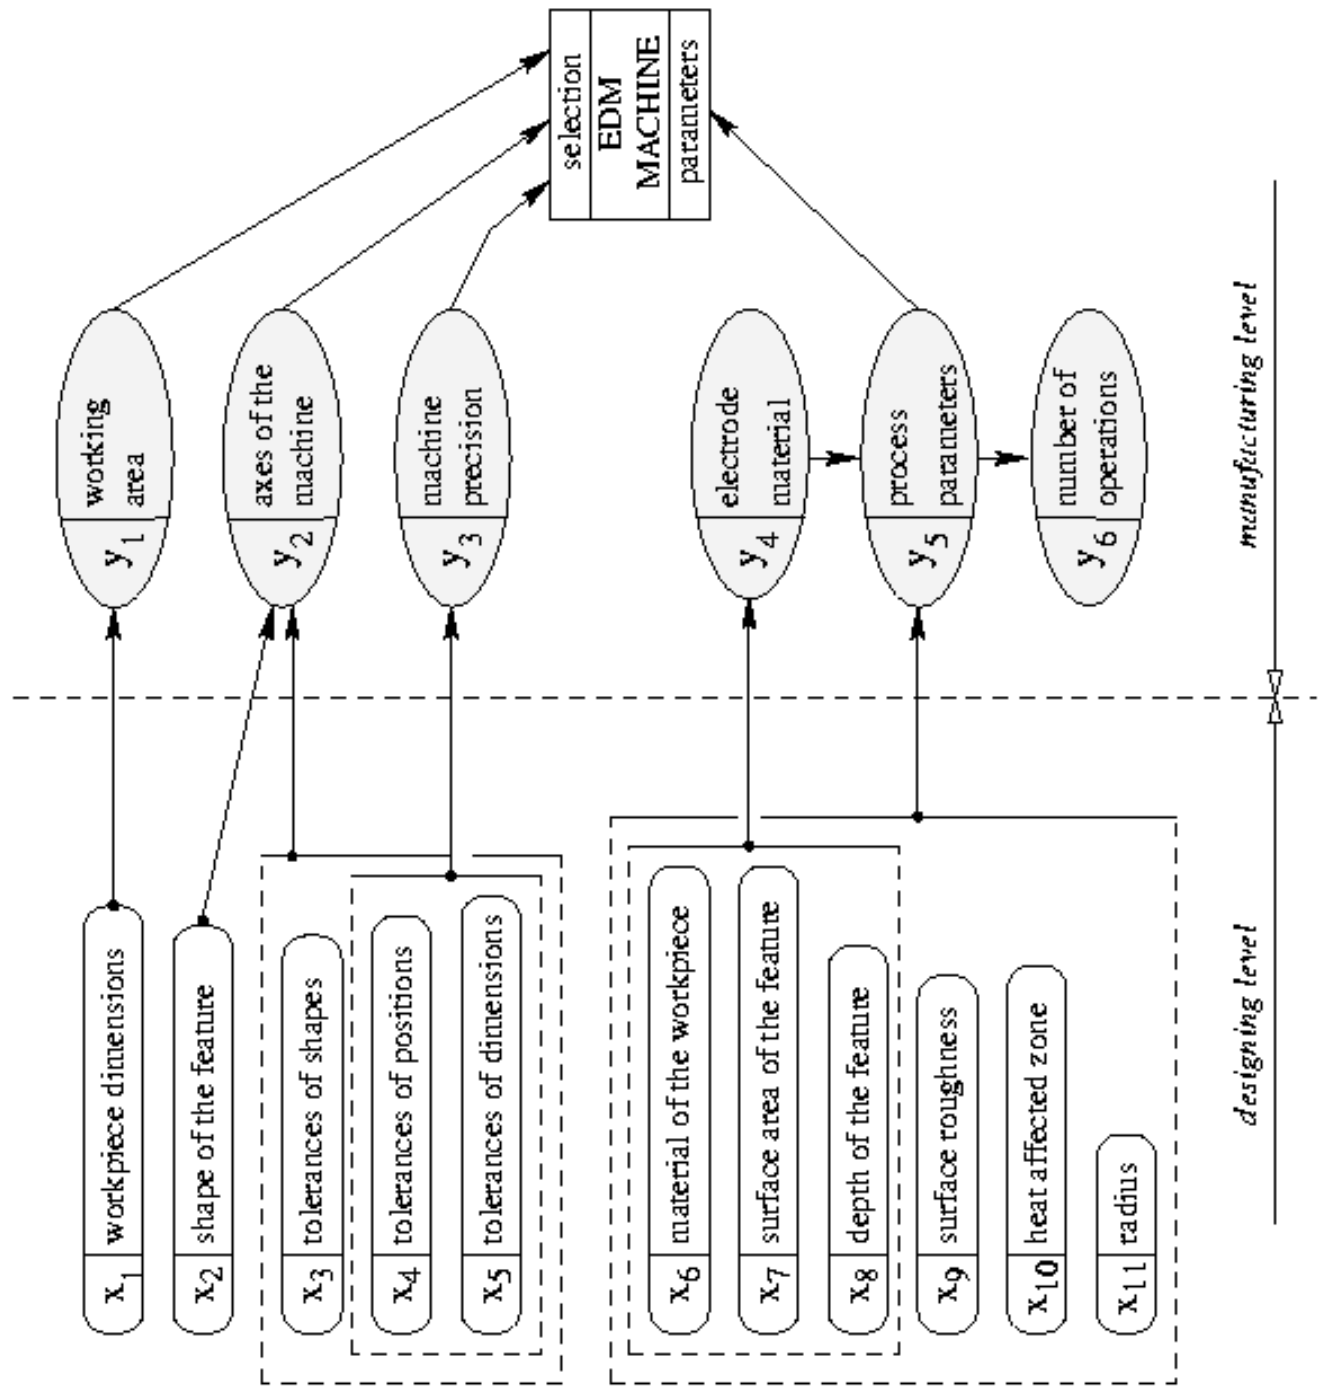 x1 workpiece dimensions
x2 shape of the feature
x3 tolerances of shapes
x4 tolerances of positions
x5 tolerances of dimensions
x6 material of the workpiece
x7 surface area of the feature
x8 depth of the feature
x9 surface roughness
x10 heat affected zone
x11 radius
designing level
y1 working
area
y2 axes of the
machine
y3 machine
precision
y4 electrode
material
y5 process
parameters
y6 number of
operations
manufacturing level
selection
EDM
MACHINE
parameters